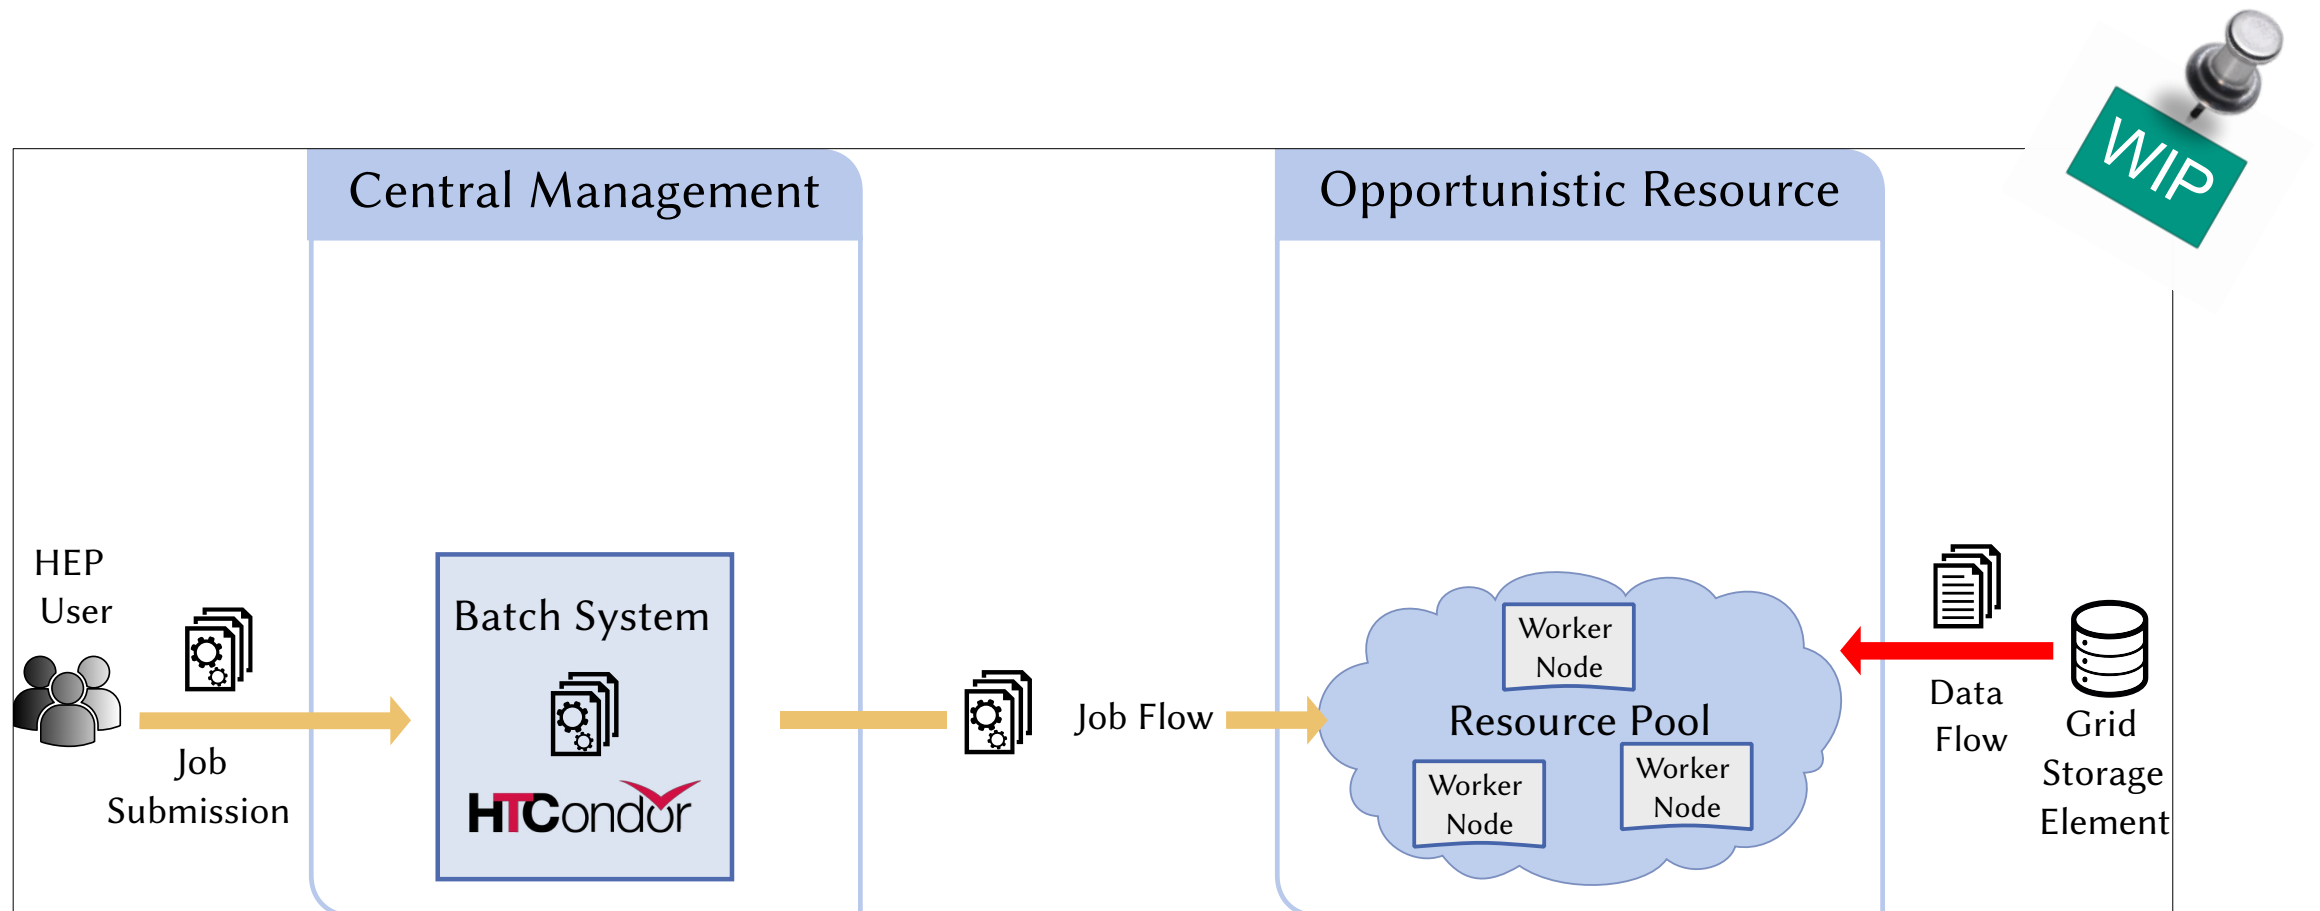 WIP
Central Management
Opportunistic Resource
HEP
User
Job
Submission
Batch System
HTCondor
Job Flow
Worker
Node
Resource Pool
Worker
Node
Worker
Node
Data
Flow
Grid
Storage
Element